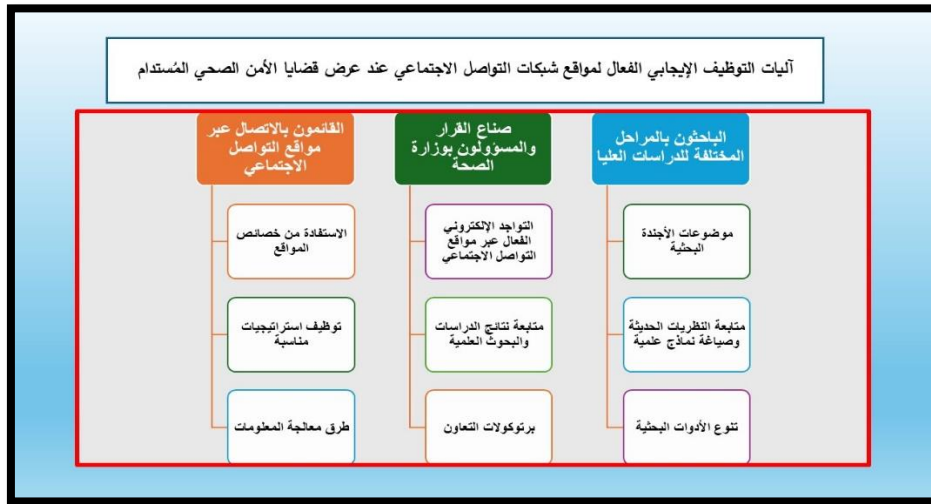 آليات التوظيف الإيجابي الفعال لمواقع شبكات التواصل الاجتماعي عند عرض قضايا الأمن الصحي المُستدام
الباحثون بالمراحل
المختلفة للدراسات العليا
موضوعات الأجندة
البحثية
متابعة النظريات الحديثة
وصياغة نماذج علمية
تنوع الأدوات البحثية
صناع القرار
والمسؤولون بوزارة
الصحة
التواجد الإلكتروني
الفعال عبر مواقع
التواصل الاجتماعي
متابعة نتائج الدراسات
والبحوث العلمية
برتوكولات التعاون
القائمون بالاتصال عبر
مواقع التواصل
الاجتماعي
الاستفادة من خصائص
المواقع
توظيف استراتيجيات
مناسبة
طرق معالجة المعلومات